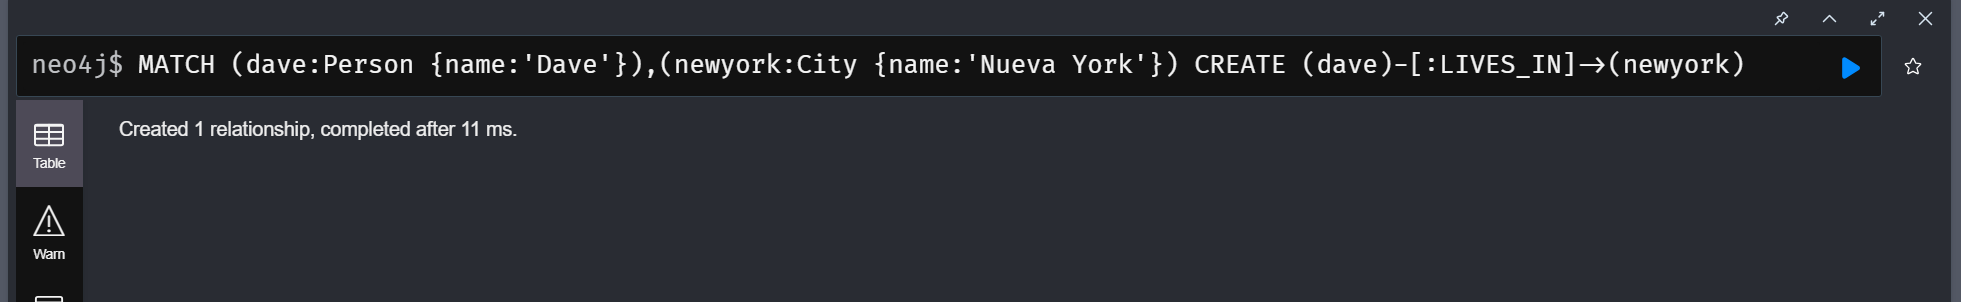 neo4j$ MATCH (dave:Person {name:'Dave'}),(newyork:City {name:'Nueva York'}) CREATE (dave)-[:LIVES_IN]->(newyork)
Created 1 relationship, completed after 11 ms.
Table
Warn